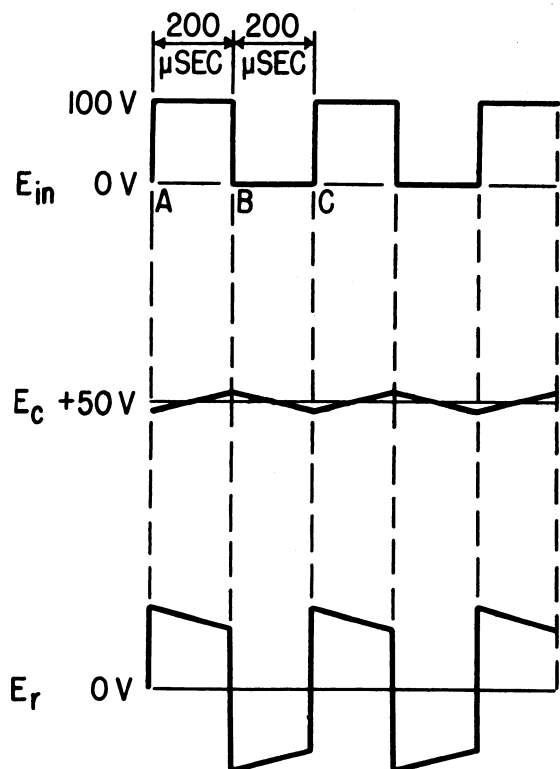 200 200
μSEC μSEC
100 V
E in 0 V
A B C
E c +50 V
E r 0 V